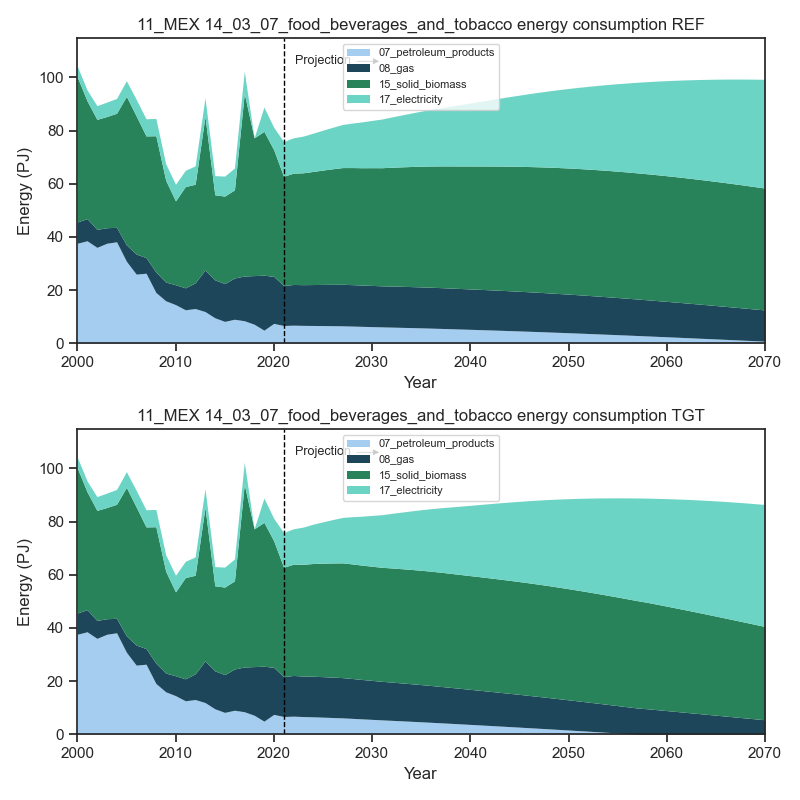 11_MEX 14_03_07_food_beverages_and_tobacco energy consumption REF
Projection
07_petroleum_products
08_gas
15_solid_biomass
17_electricity
100
80
60
40
20
0
Energy (PJ)
2000 2010 2020 2030 2040 2050 2060 2070
Year
11_MEX 14_03_07_food_beverages_and_tobacco energy consumption TGT
Projection
07_petroleum_products
08_gas
15_solid_biomass
17_electricity
100
80
60
40
20
0
Energy (PJ)
2000 2010 2020 2030 2040 2050 2060 2070
Year